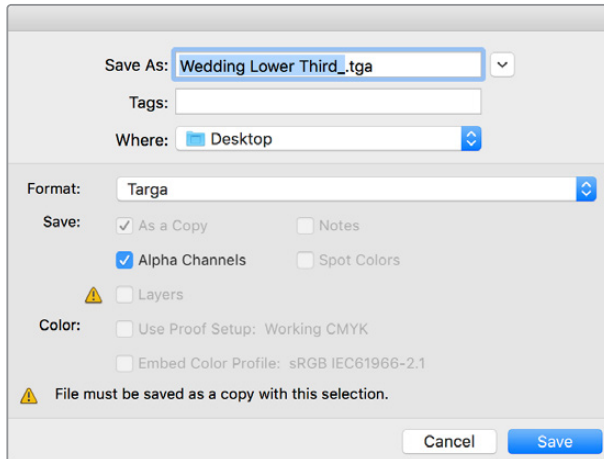 Save As: Wedding Lower Third_.tga
Tags:
Where: Desktop
Format: Targa
Save: As a Copy Notes
Alpha Channels Spot Colors
Layers
Color: Use Proof Setup: Working CMYK
Embed Color Profile: sRGB IEC61966-2.1
File must be saved as a copy with this selection.
Cancel Save